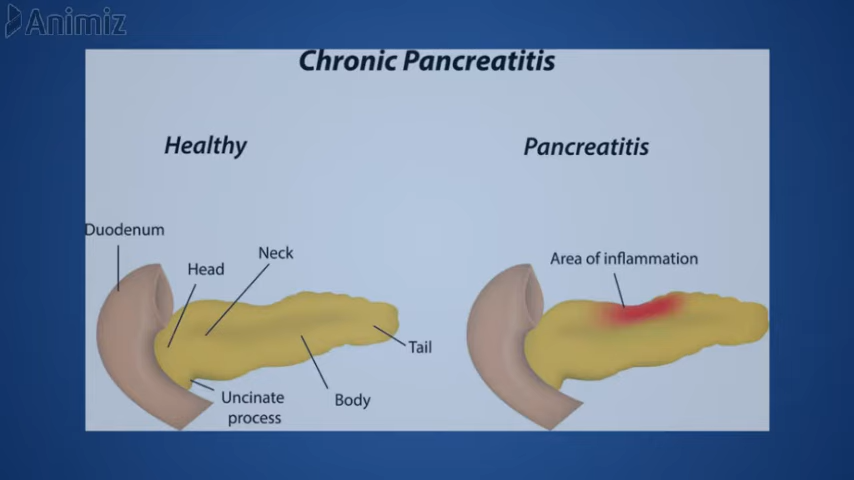 Animiz
Chronic Pancreatitis
Healthy
Pancreatitis
Duodenum
Head
Neck
Tail
Body
Uncinate
process
Area of inflammation